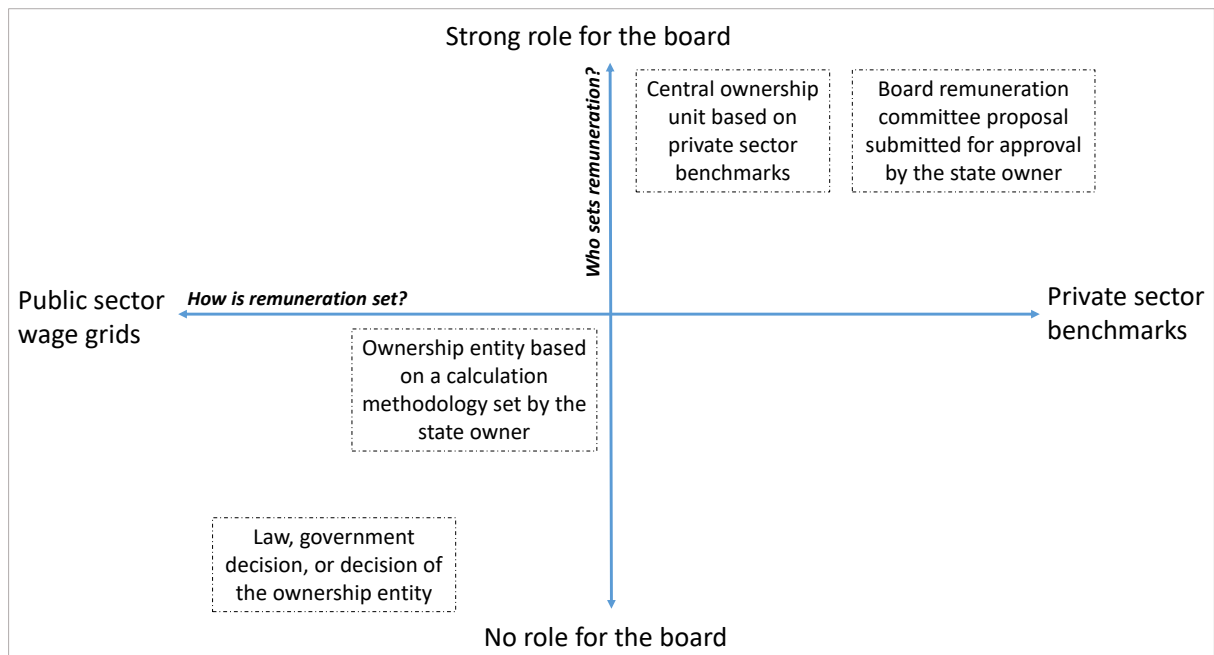 Strong role for the board
Who sets remuneration?
Central ownership
unit based on
private sector
benchmarks
Board remuneration
committee proposal
submitted for approval
by the state owner
Public sector
wage grids
How is remuneration set?
Private sector
benchmarks
Ownership entity based
on a calculation
methodology set by the
state owner
Law, government
decision, or decision of
the ownership entity
No role for the board